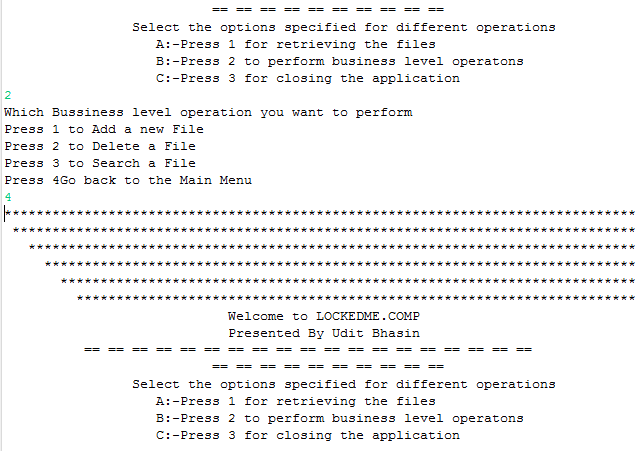 == == == == == == == == == ==
Select the options specified for different operations
A:-Press 1 for retrieving the files
B:-Press 2 to perform business level operatons
C:-Press 3 for closing the application
2
Which Bussiness level operation you want to perform
Press 1 to Add a new File
Press 2 to Delete a File
Press 3 to Search a File
Press 4Go back to the Main Menu
4
*******************************************************************************
******************************************************************************
****************************************************************************
**************************************************************************
************************************************************************
**********************************************************************
Welcome to LOCKEDME.COMP
Presented By Udit Bhasin
== == == == == == == == == == == == == == == == == == ==
== == == == == == == == == ==
Select the options specified for different operations
A:-Press 1 for retrieving the files
B:-Press 2 to perform business level operatons
C:-Press 3 for closing the application